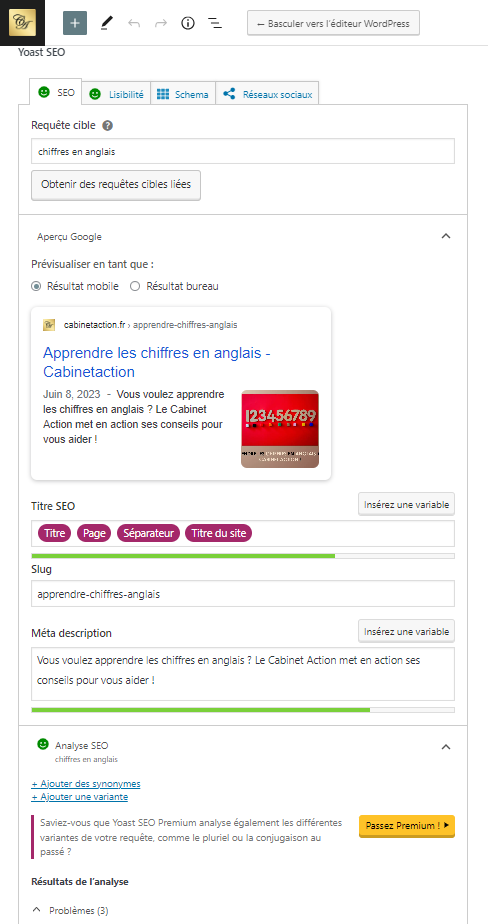 ← Basculer vers l'éditeur WordPress
Yoast SEO
SEO
Lisibilité
Schema
Réseaux sociaux
Requête cible
chiffres en anglais
Obtenir des requêtes cibles liées
Aperçu Google
Prévisualiser en tant que :
Résultat mobile
Résultat bureau
cabinetaction.fr › apprendre-chiffres-anglais
Apprendre les chiffres en anglais -
Cabinetaction
Juin 8, 2023 - Vous voulez apprendre
les chiffres en anglais ? Le Cabinet
Action met en action ses conseils pour
vous aider !
123456789
Titre SEO
Insérez une variable
Titre Page Séparateur Titre du site
Slug
apprendre-chiffres-anglais
Méta description
Insérez une variable
Vous voulez apprendre les chiffres en anglais ? Le Cabinet Action met en action ses
conseils pour vous aider !
Analyse SEO
chiffres en anglais
+ Ajouter des synonymes
+ Ajouter une variante
Saviez-vous que Yoast SEO Premium analyse également les différentes
variantes de votre requête, comme le pluriel ou la conjugaison au
passé ?
Passez Premium !
Résultats de l'analyse
Problèmes (3)